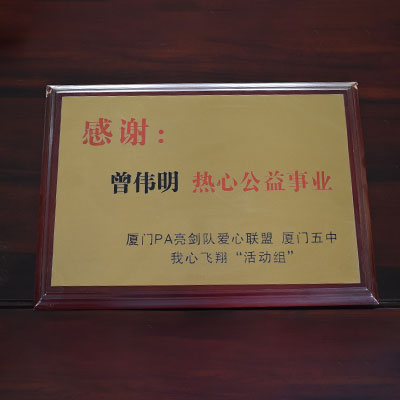 感谢：
曾伟明 热心公益事业
厦门PA亮剑队爱心联盟 厦门五中
我心飞翔“活动组”